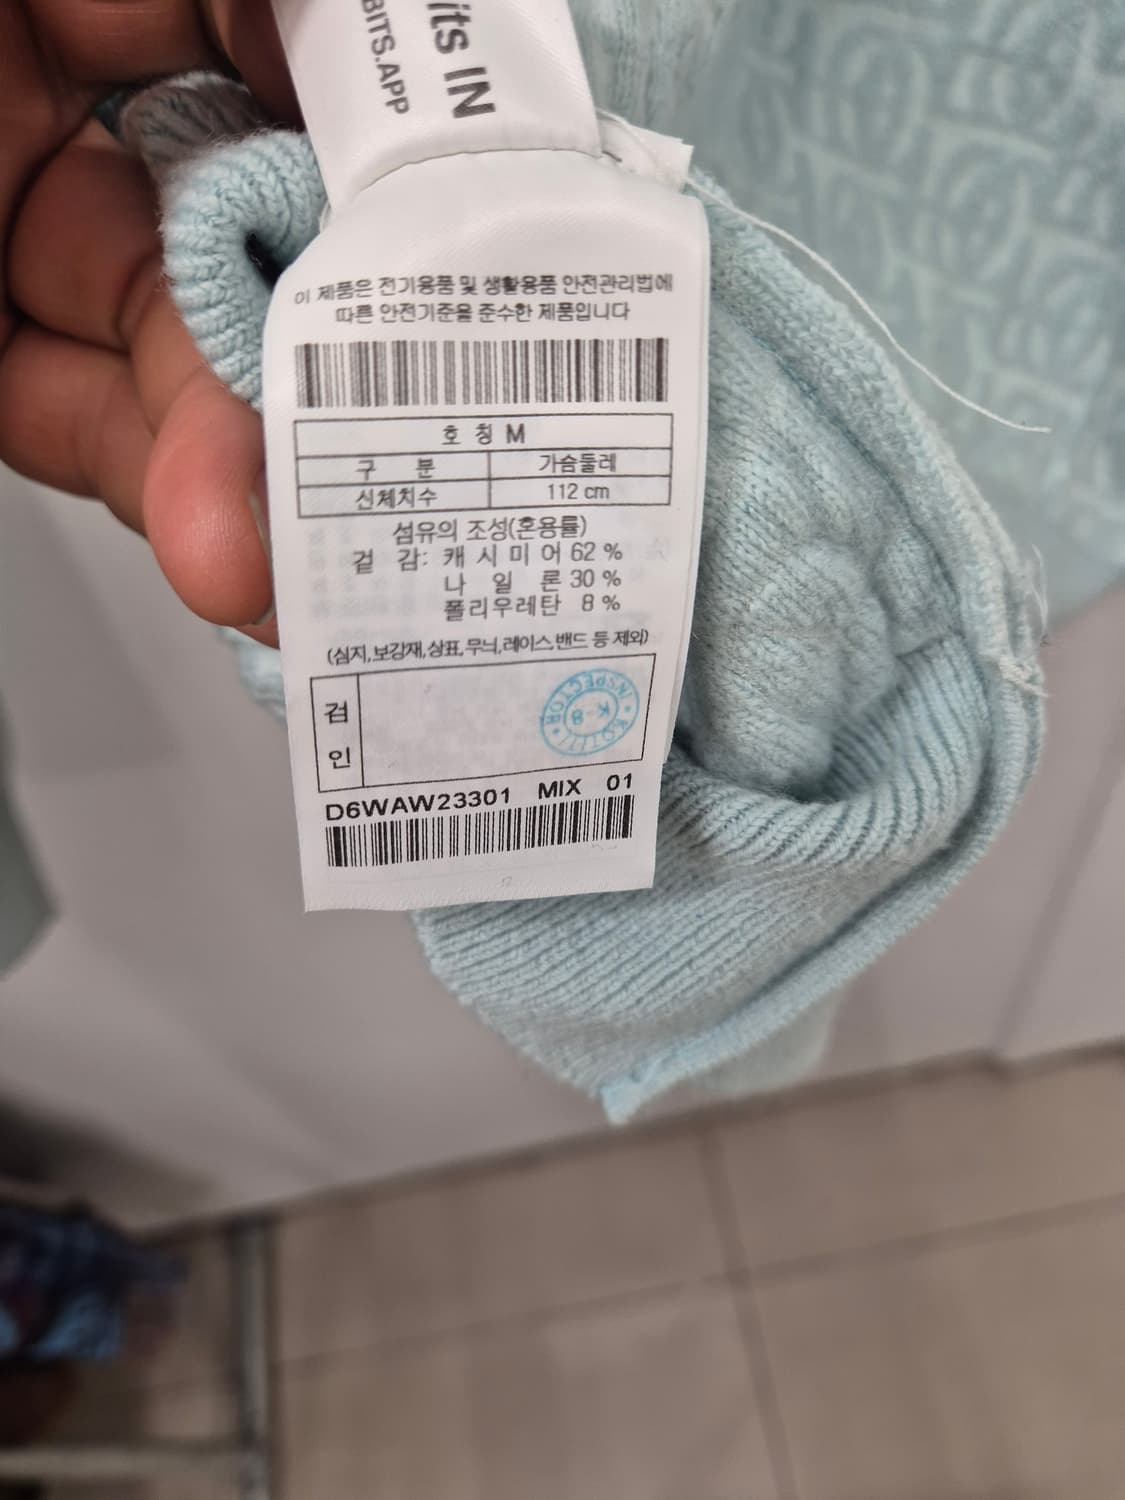 its IN
BITS.APP
이 제품은 전기용품 및 생활용품 안전관리법에
따른 안전기준을 준수한 제품입니다
호 칭 M
구 분 가슴둘레
신체치수 112 cm
섬유의 조성(혼용률)
겉 감: 캐 시 미 어 62 %
나 일 론 30 %
폴리우레탄 8 %
(심지,보강재,상표,무늬,레이스,밴드 등 제외)
검
인
INSPECTOR
K-8
KOTITI
D6WAW23301 MIX 01